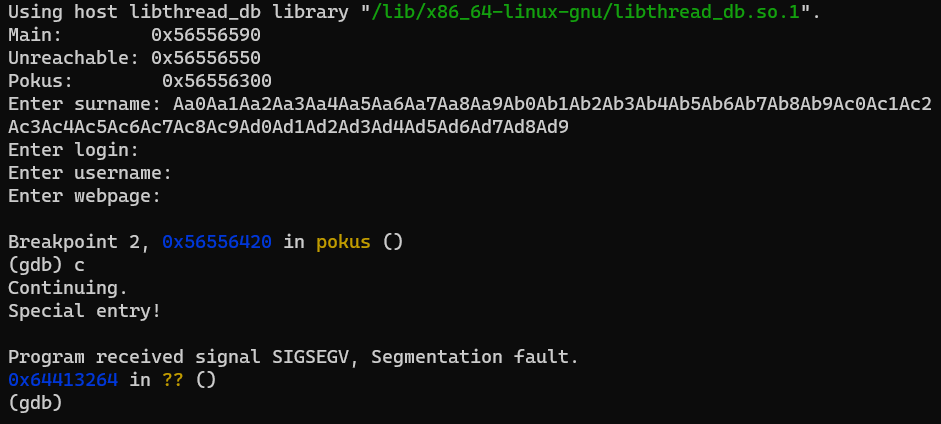 Using host libthread_db library "/lib/x86_64-linux-gnu/libthread_db.so.1".
Main:        0x56556590
Unreachable: 0x56556550
Pokus:        0x56556300
Enter surname: Aa0Aa1Aa2Aa3Aa4Aa5Aa6Aa7Aa8Aa9Ab0Ab1Ab2Ab3Ab4Ab5Ab6Ab7Ab8Ab9Ac0Ac1Ac2
Ac3Ac4Ac5Ac6Ac7Ac8Ac9Ad0Ad1Ad2Ad3Ad4Ad5Ad6Ad7Ad8Ad9
Enter login:
Enter username:
Enter webpage:
Breakpoint 2, 0x56556420 in pokus ()
(gdb) c
Continuing.
Special entry!
Program received signal SIGSEGV, Segmentation fault.
0x64413264 in ?? ()
(gdb)